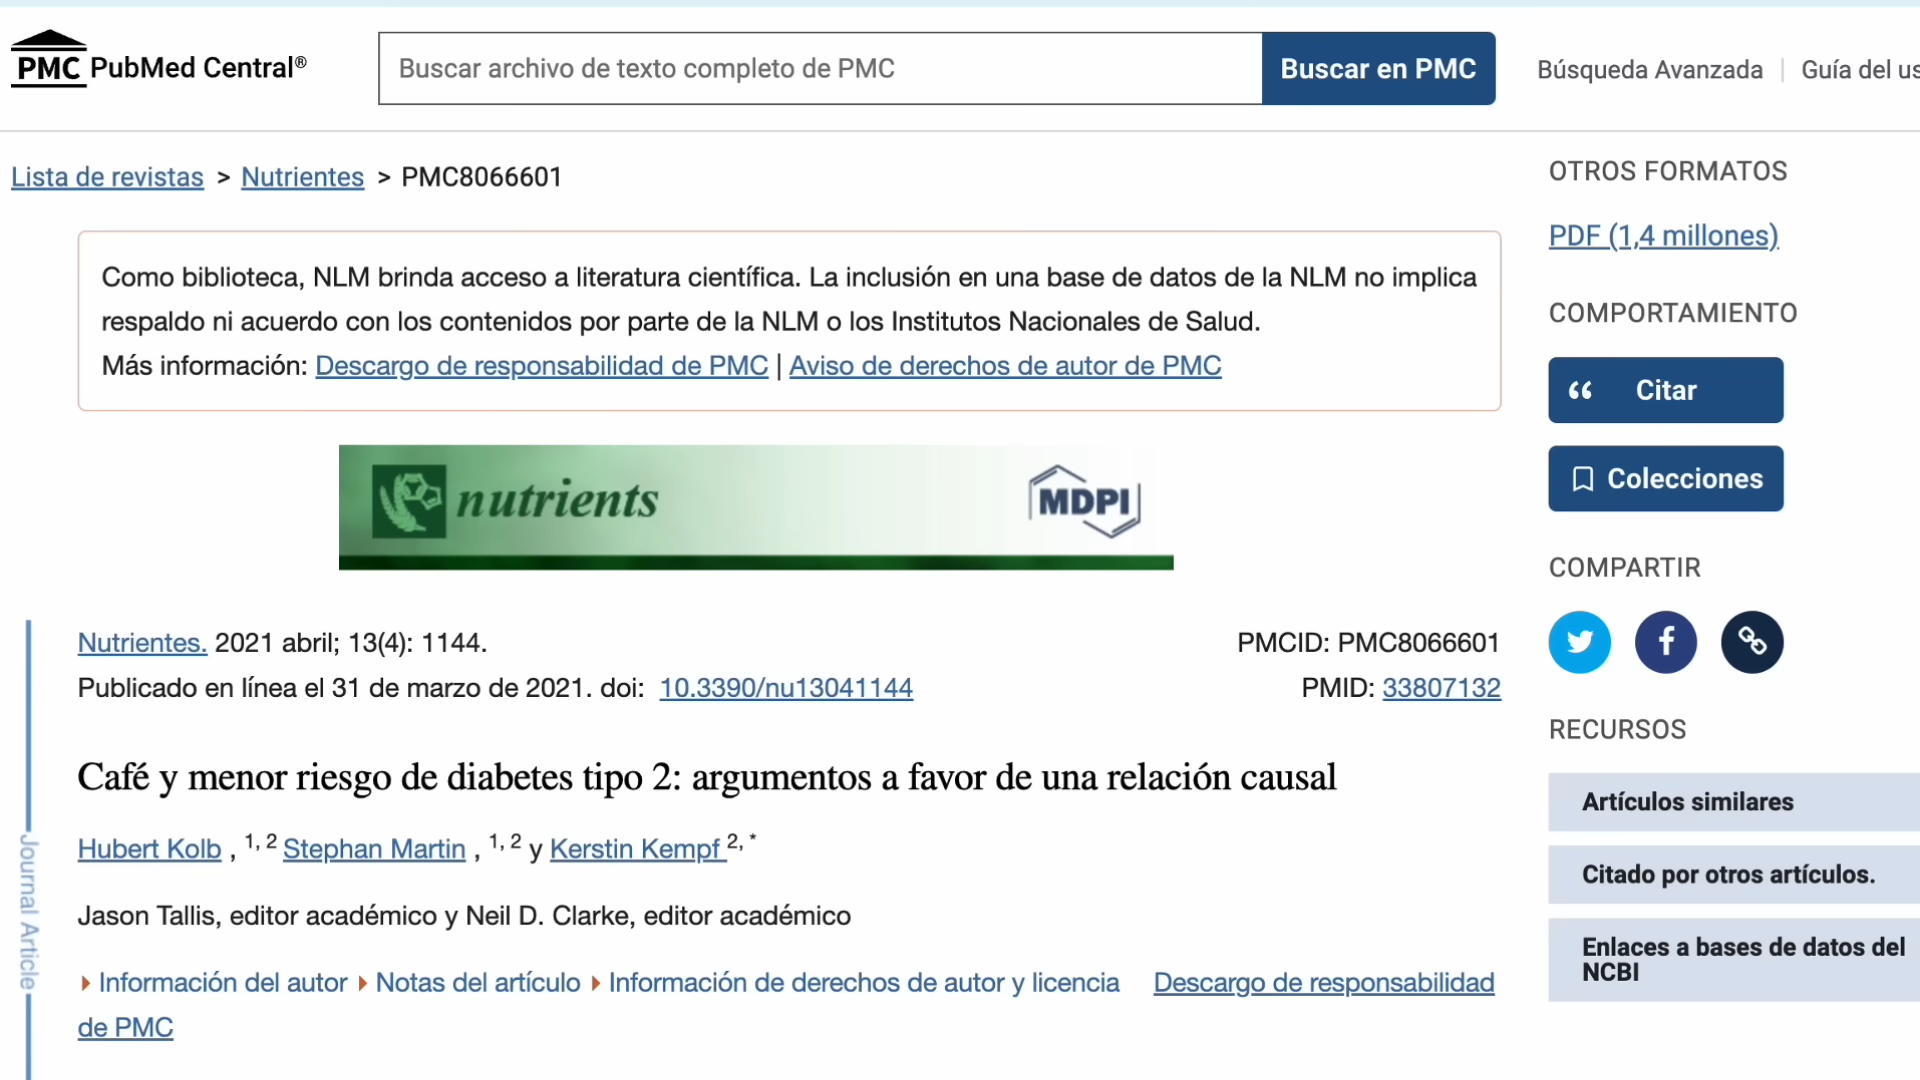 PMC PubMed Central®
Buscar archivo de texto completo de PMC
Buscar en PMC
Búsqueda Avanzada
Guía del us
Lista de revistas > Nutrientes > PMC8066601
Como biblioteca, NLM brinda acceso a literatura científica. La inclusión en una base de datos de la NLM no implica
respaldo ni acuerdo con los contenidos por parte de la NLM o los Institutos Nacionales de Salud.
Más información: Descargo de responsabilidad de PMC | Aviso de derechos de autor de PMC
nutrients
MDPI
Journal Article
Nutrientes. 2021 abril; 13(4): 1144.
PMCID: PMC8066601
Publicado en línea el 31 de marzo de 2021. doi: 10.3390/nu13041144
PMID: 33807132
Café y menor riesgo de diabetes tipo 2: argumentos a favor de una relación causal
Hubert Kolb , 1, 2 Stephan Martin , 1, 2 y Kerstin Kempf 2, *
Jason Tallis, editor académico y Neil D. Clarke, editor académico
Información del autor Notas del artículo Información de derechos de autor y licencia Descargo de responsabilidad
de PMC
OTROS FORMATOS
PDF (1,4 millones)
COMPORTAMIENTO
Citar
Colecciones
COMPARTIR
RECURSOS
Artículos similares
Citado por otros artículos.
Enlaces a bases de datos del
NCBI